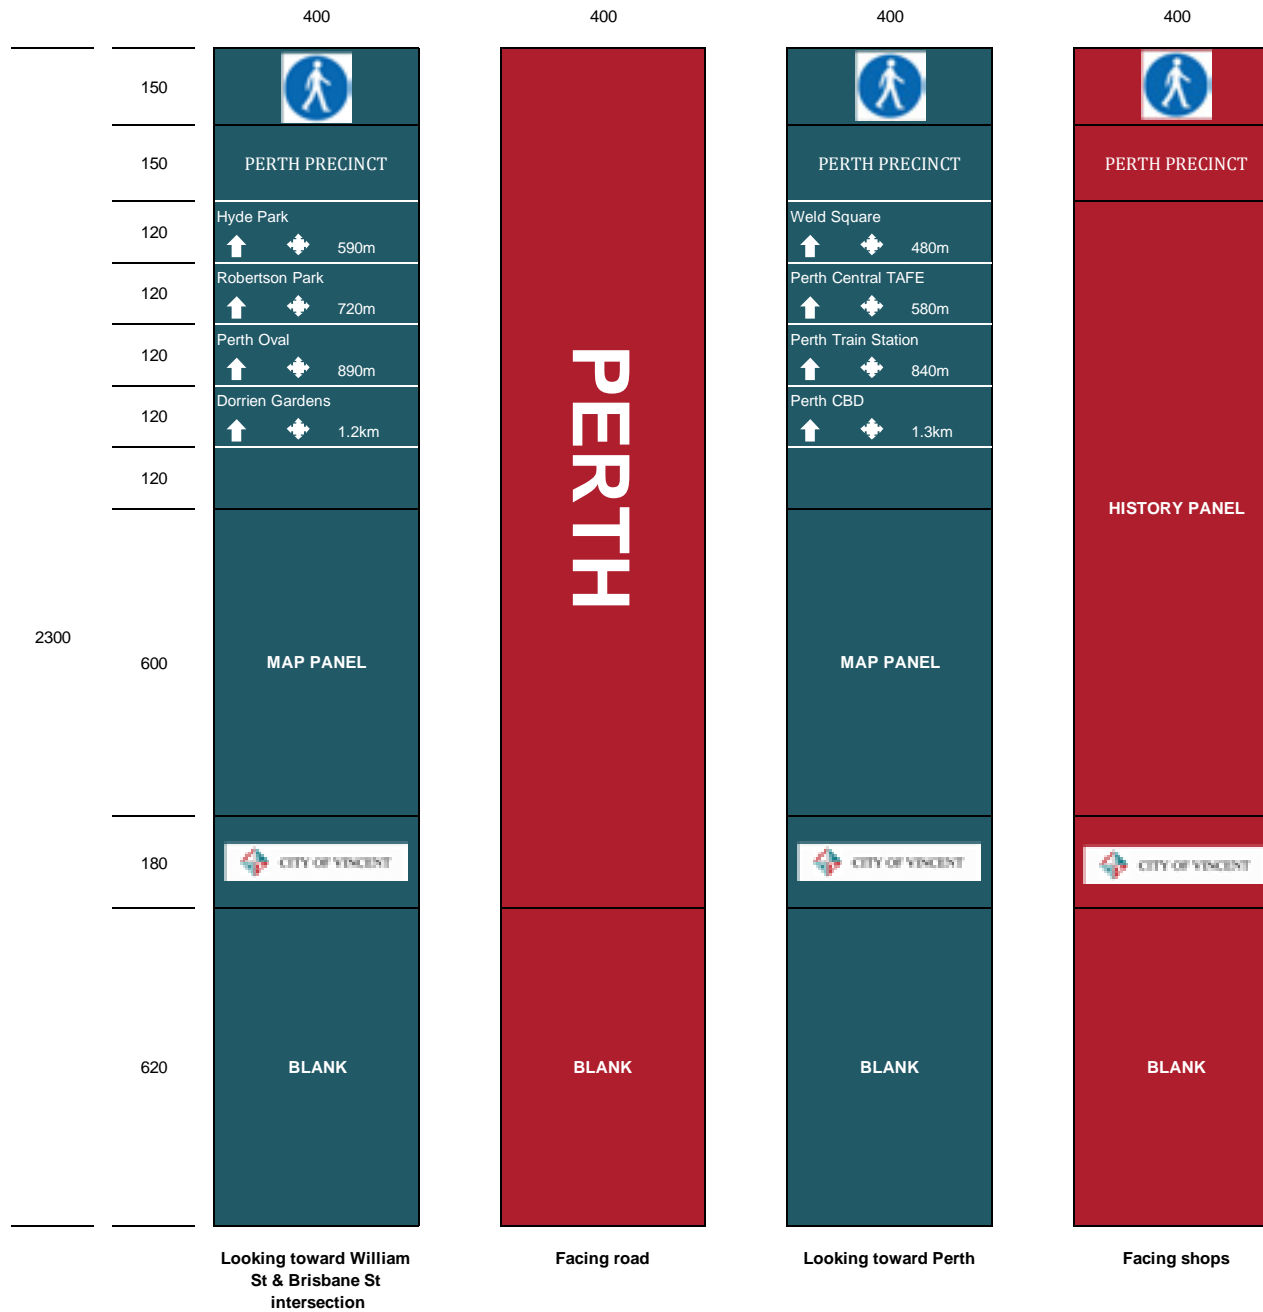 400
400
400
400
2300
150
150
120
120
120
120
120
600
180
620
PERTH PRECINCT
Hyde Park
590m
Robertson Park
720m
Perth Oval
890m
Dorrien Gardens
1.2km
MAP PANEL
CITY OF VINCENT
BLANK
Looking toward William
St & Brisbane St
intersection
PERTH
BLANK
Facing road
PERTH PRECINCT
Weld Square
480m
Perth Central TAFE
580m
Perth Train Station
840m
Perth CBD
1.3km
MAP PANEL
CITY OF VINCENT
BLANK
Looking toward Perth
PERTH PRECINCT
HISTORY PANEL
CITY OF VINCENT
BLANK
Facing shops